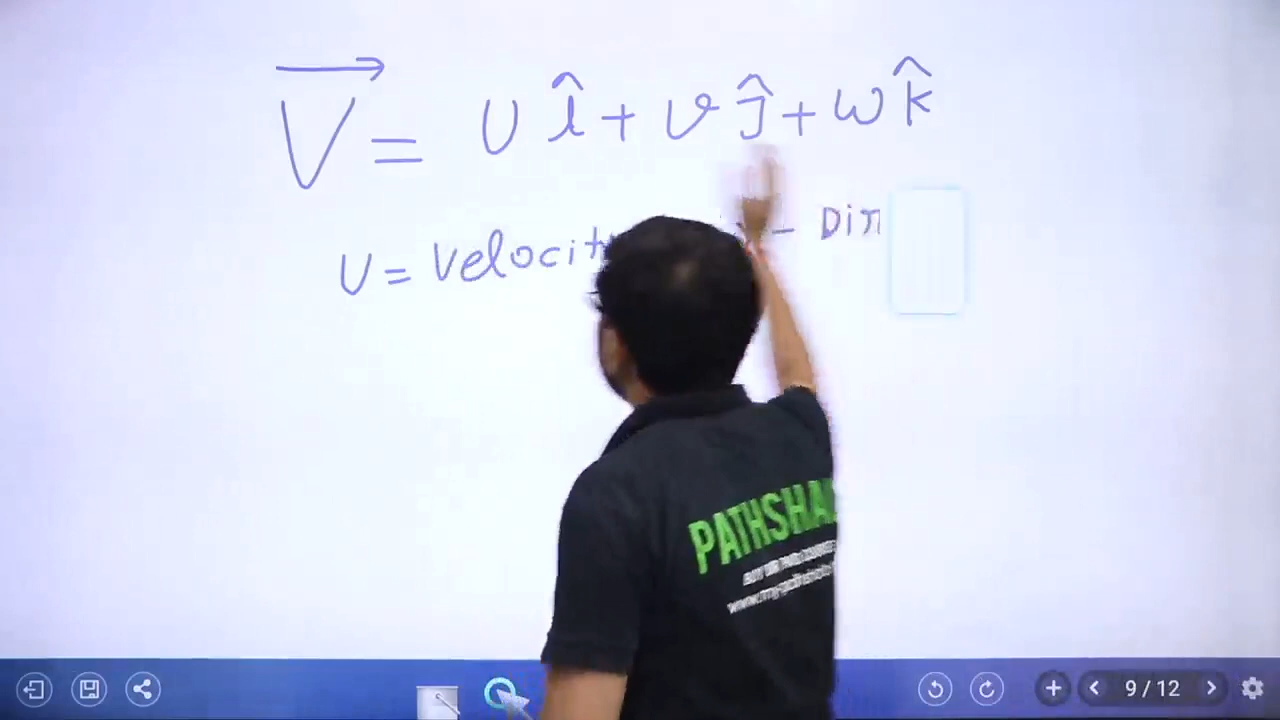 V = U î + v ĵ + w k̂
U = Velocit - Dir
PATHSHA
9 / 12